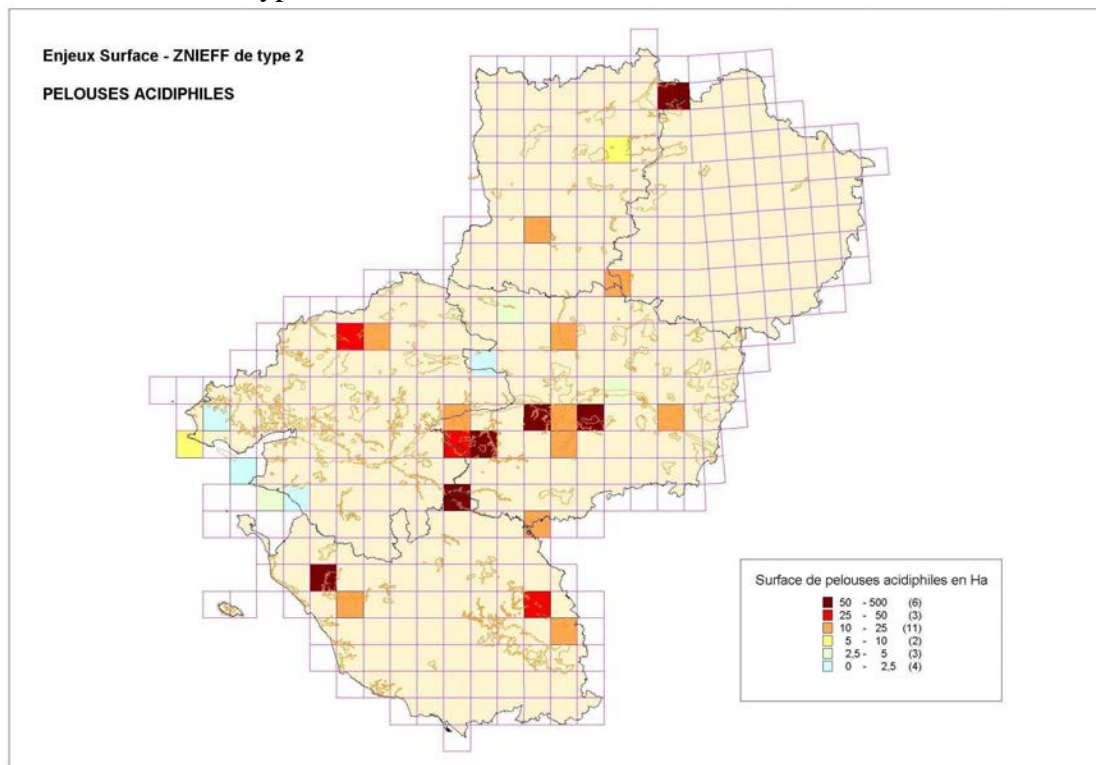 Enjeux Surface - ZNIEFF de type 2
PELOUSES ACIDIPHILES
Surface de pelouses acidiphiles en Ha
50 - 500 (6)
25 - 50 (3)
10 - 25 (11)
5 - 10 (2)
2,5 - 5 (3)
0 - 2,5 (4)